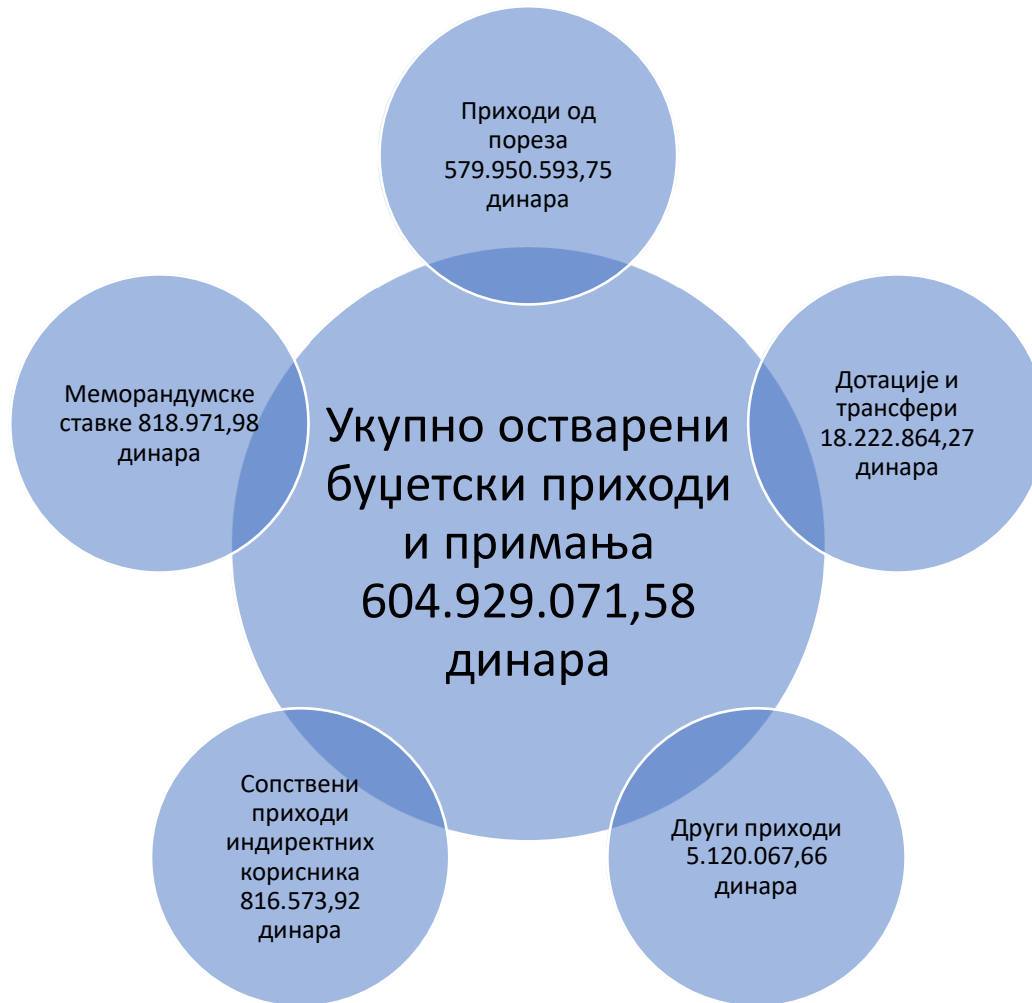 Приходи од
пореза
579.950.593,75
динара
Дотације и
трансфери
18.222.864,27
динара
Меморандумске
ставке 818.971,98
динара
Укупно остварени
буџетски приходи
и примања
604.929.071,58
динара
Други приходи
5.120.067,66
динара
Сопствени
приходи
индиректних
корисника
816.573,92
динара